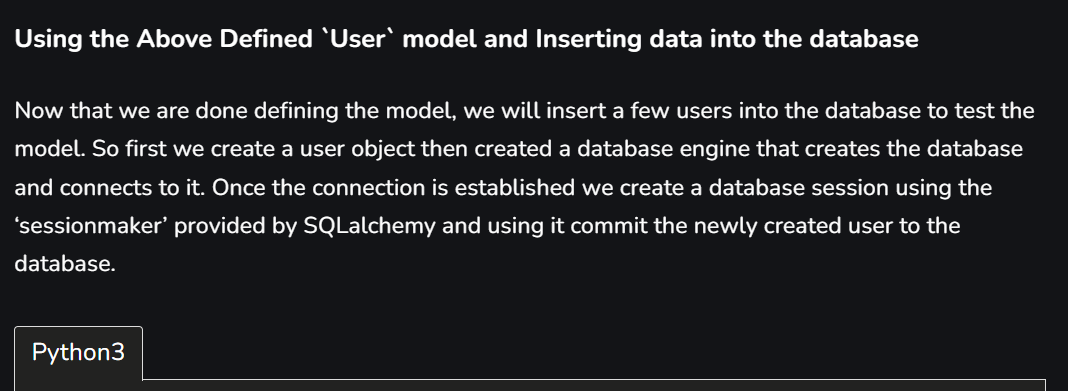 Using the Above Defined `User` model and Inserting data into the database
Now that we are done defining the model, we will insert a few users into the database to test the
model. So first we create a user object then created a database engine that creates the database
and connects to it. Once the connection is established we create a database session using the
‘sessionmaker’ provided by SQLalchemy and using it commit the newly created user to the
database.
Python3